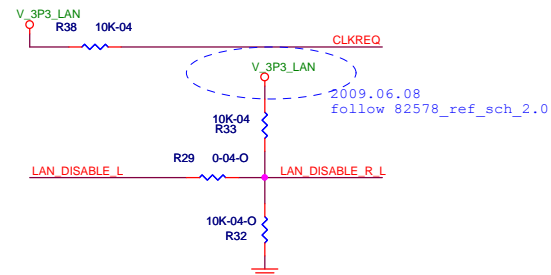 V_3P3_LAN
R38 10K-04
CLKREQ
V_3P3_LAN
2009.06.08
follow 82578_ref_sch_2.0
10K-04
R33
R29 0-04-O
LAN_DISABLE_L
LAN_DISABLE_R_L
10K-04-O
R32